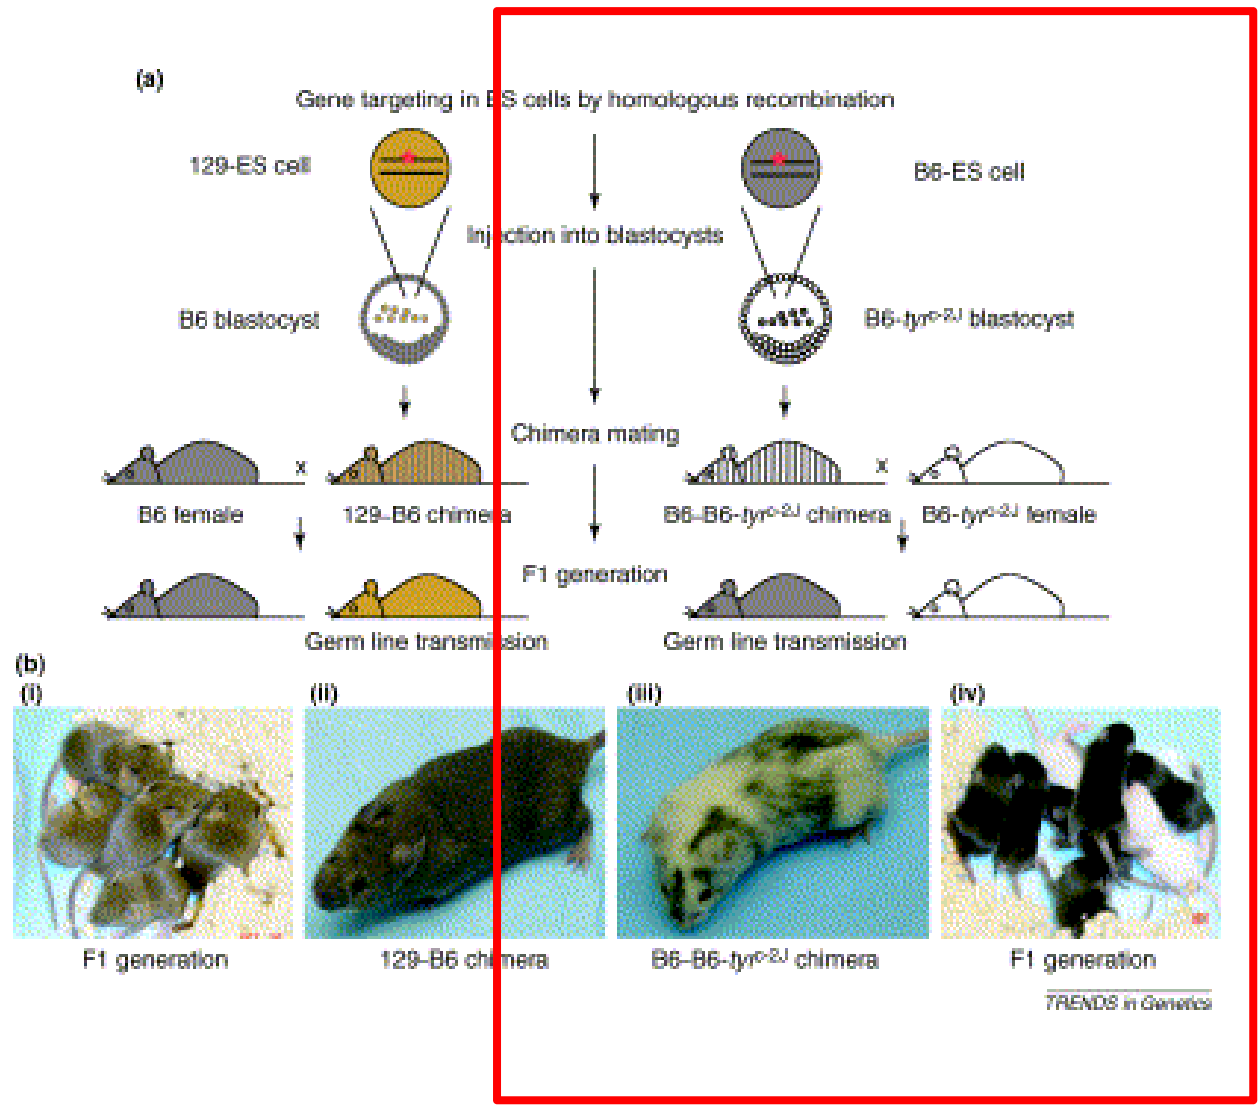 (a)
Gene targeting in ES cells by homologous recombination
129-ES cell
B6-ES cell
Injection into blastocysts
B6 blastocyst
B6-tyrc-2J blastocyst
Chimera mating
x
x
B6 female
129–B6 chimera
B6–B6-tyrc-2J chimera
B6-tyrc-2J female
F1 generation
Germ line transmission
Germ line transmission
(b)
(i)
(ii)
(iii)
(iv)
F1 generation
129–B6 chimera
B6–B6-tyrc-2J chimera
F1 generation
TRENDS in Genetics